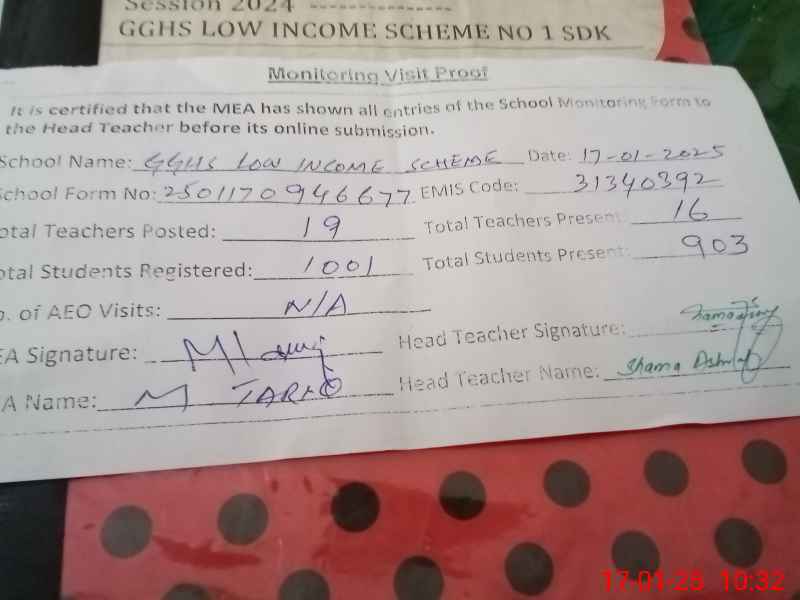 Session 2024 --------------
GGHS LOW INCOME SCHEME NO 1 SDK
Monitoring Visit Proof
It is certified that the MEA has shown all entries of the School Monitoring Form to
the Head Teacher before its online submission.
School Name: GGHS LOW INCOME SCHEME Date: 17-01-2025
School Form No: 2501170946677 EMIS Code: 31340392
otal Teachers Posted: 19 Total Teachers Present: 16
otal Students Registered: 1001 Total Students Present: 903
o. of AEO Visits: N/A
EA Signature: Head Teacher Signature:
A Name: M TARIQ Head Teacher Name: Shama Ashraf
17-01-25 10:32